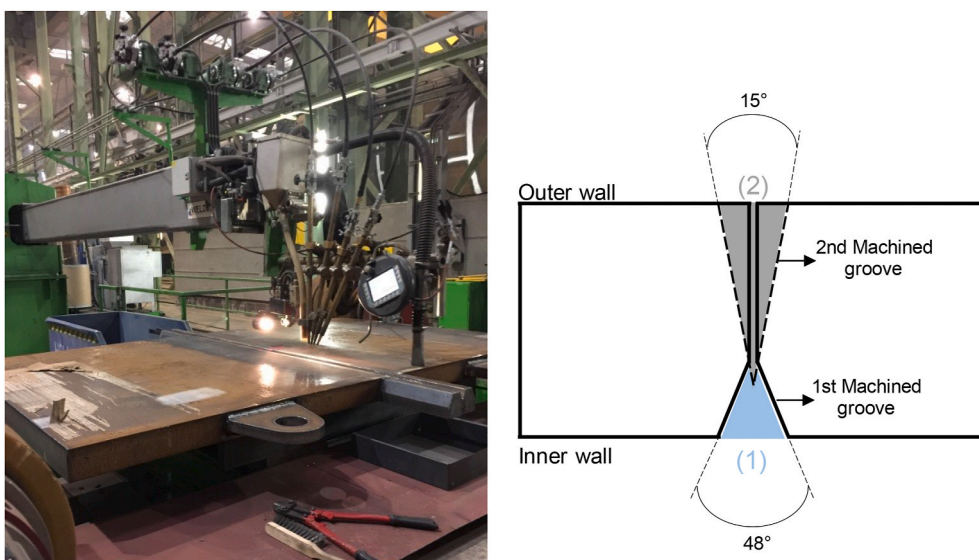 15°
(2)
Outer wall
2nd Machined
groove
1st Machined
groove
Inner wall
(1)
48°